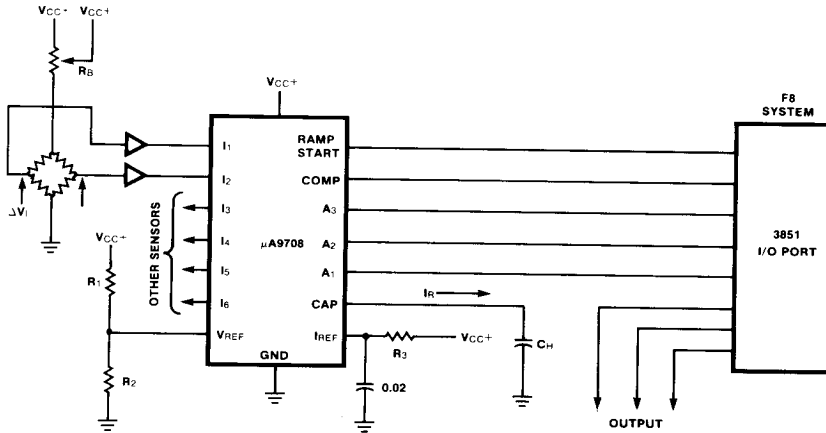 VCC- VCC+
RB
VCC+
F8
SYSTEM
I1
RAMP
START
I2
COMP
ΔVI
I3
A3
I4
μA9708
A2
3851
I/O PORT
VCC+
OTHER SENSORS
I5
A1
R1
I6
CAP
IR
VREF
IREF
R3
VCC+
CH
GND
R2
0.02
OUTPUT